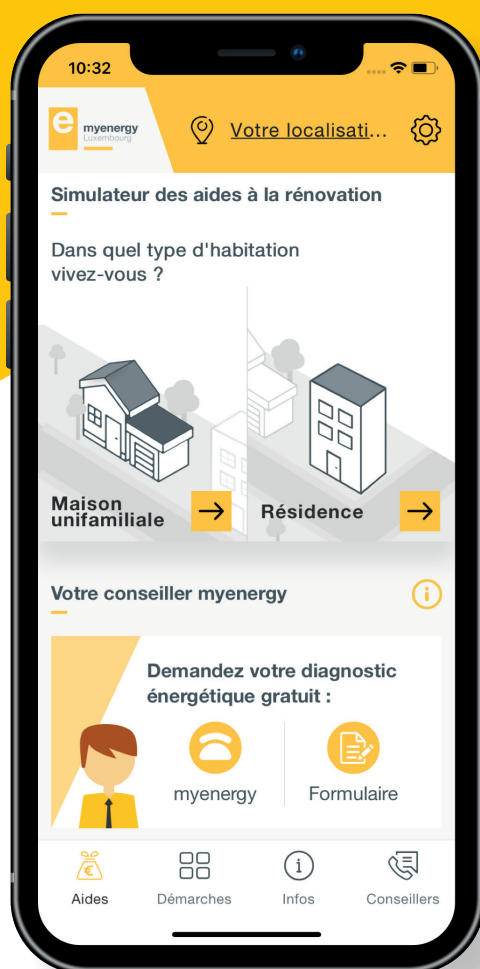 10:32
e
myenergy
Luxembourg
Votre localisati...
Simulateur des aides à la rénovation
Dans quel type d'habitation
vivez-vous ?
Maison
unifamiliale
Résidence
Votre conseiller myenergy
i
Demandez votre diagnostic
énergétique gratuit :
myenergy
Formulaire
€
i
Aides
Démarches
Infos
Conseillers